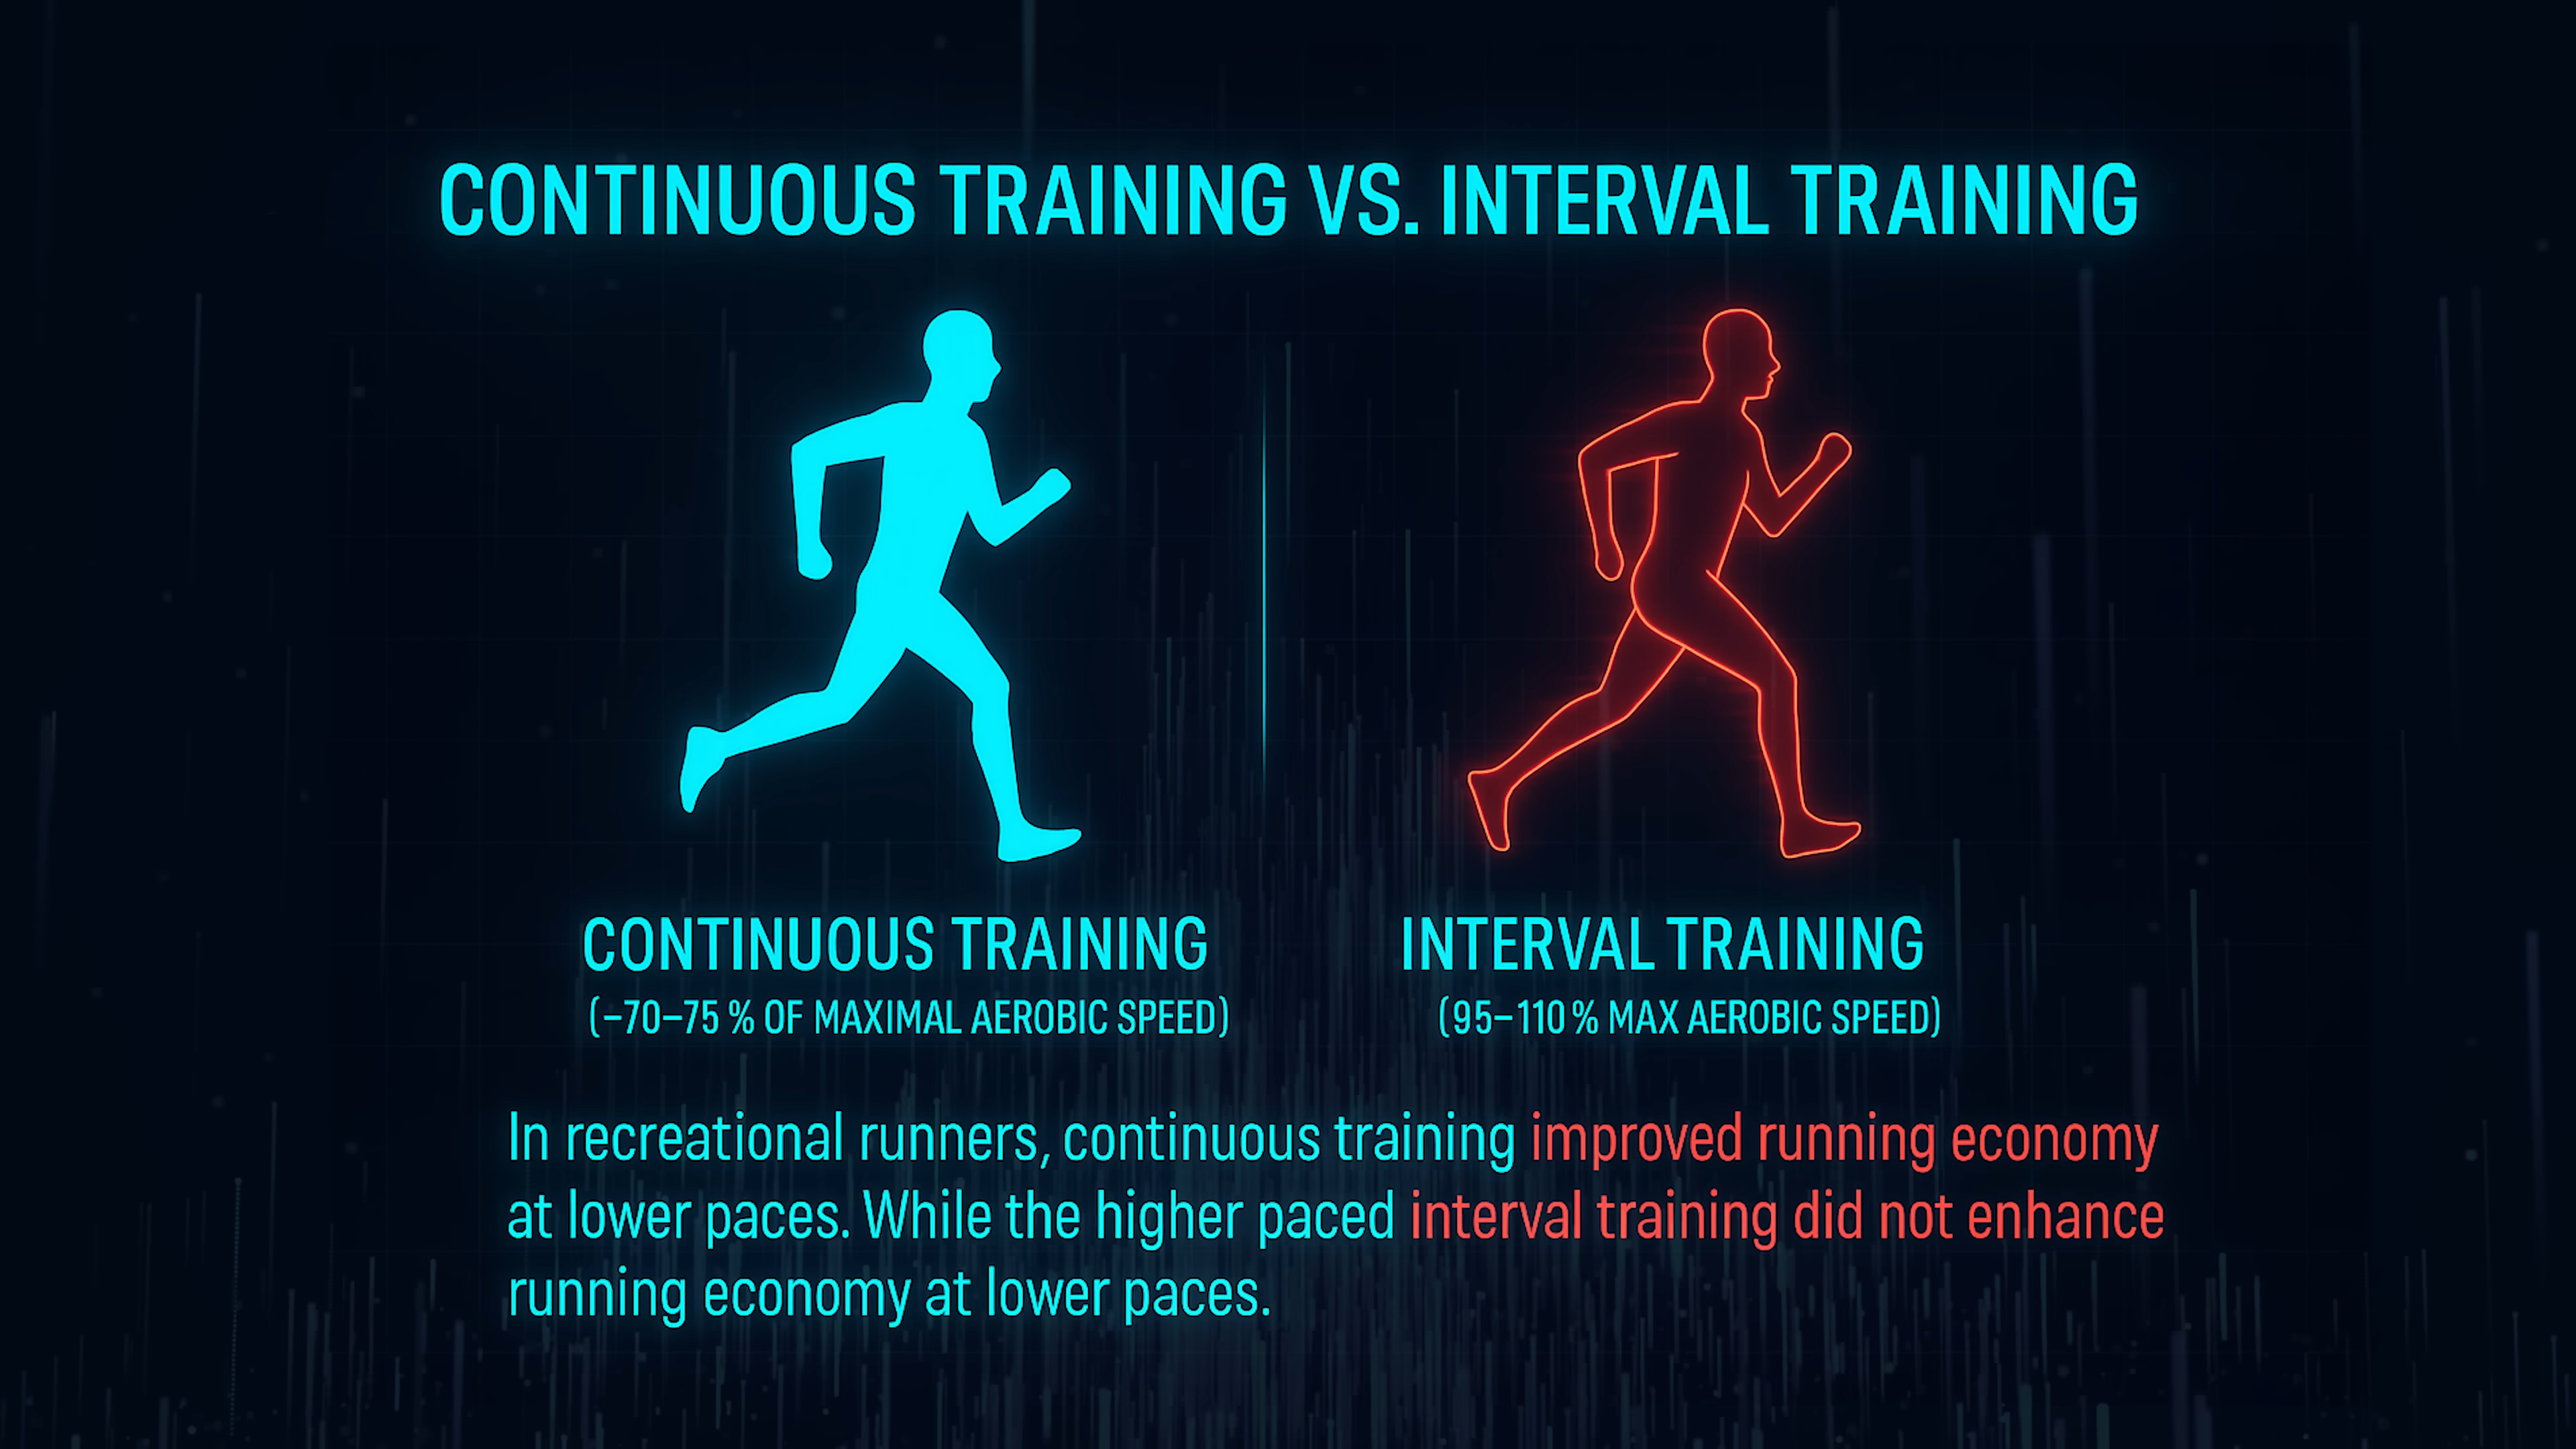 CONTINUOUS TRAINING VS. INTERVAL TRAINING
CONTINUOUS TRAINING
(–70–75 % OF MAXIMAL AEROBIC SPEED)
INTERVAL TRAINING
(95–110 % MAX AEROBIC SPEED)
In recreational runners, continuous training improved running economy
at lower paces. While the higher paced interval training did not enhance
running economy at lower paces.